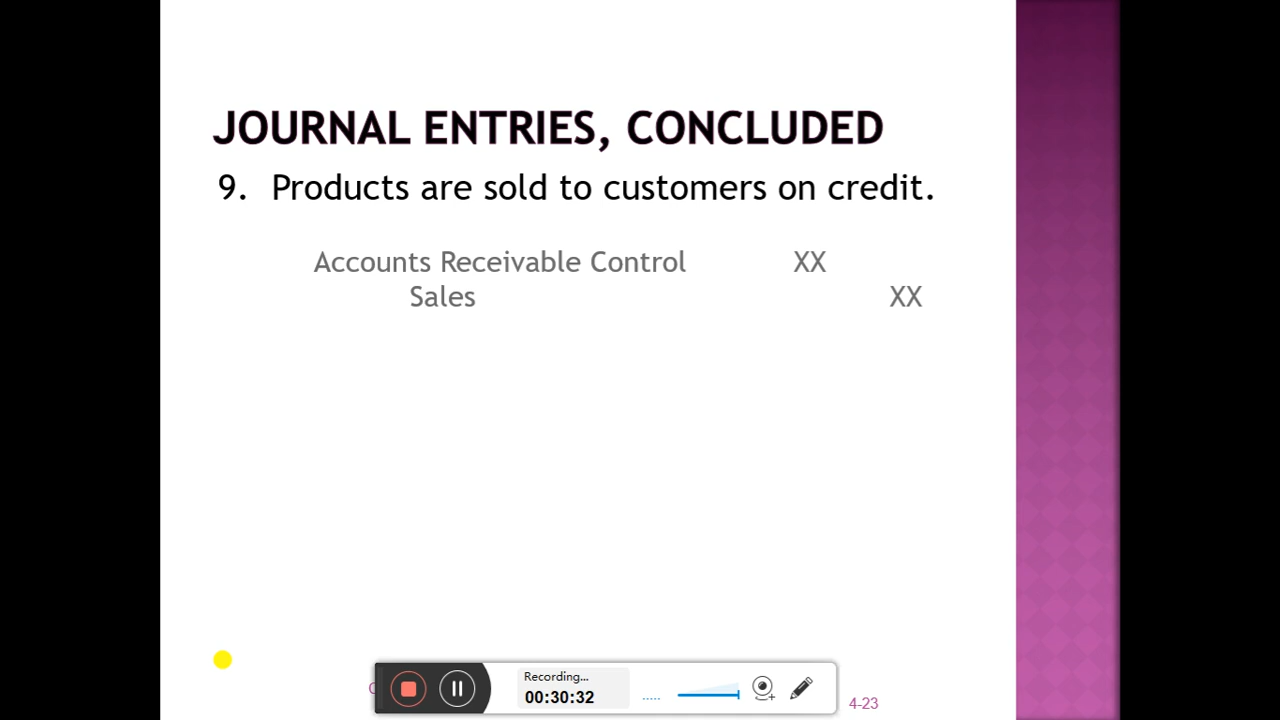 JOURNAL ENTRIES, CONCLUDED
9. Products are sold to customers on credit.
Accounts Receivable Control XX
Sales XX
Recording...
00:30:32
4-23